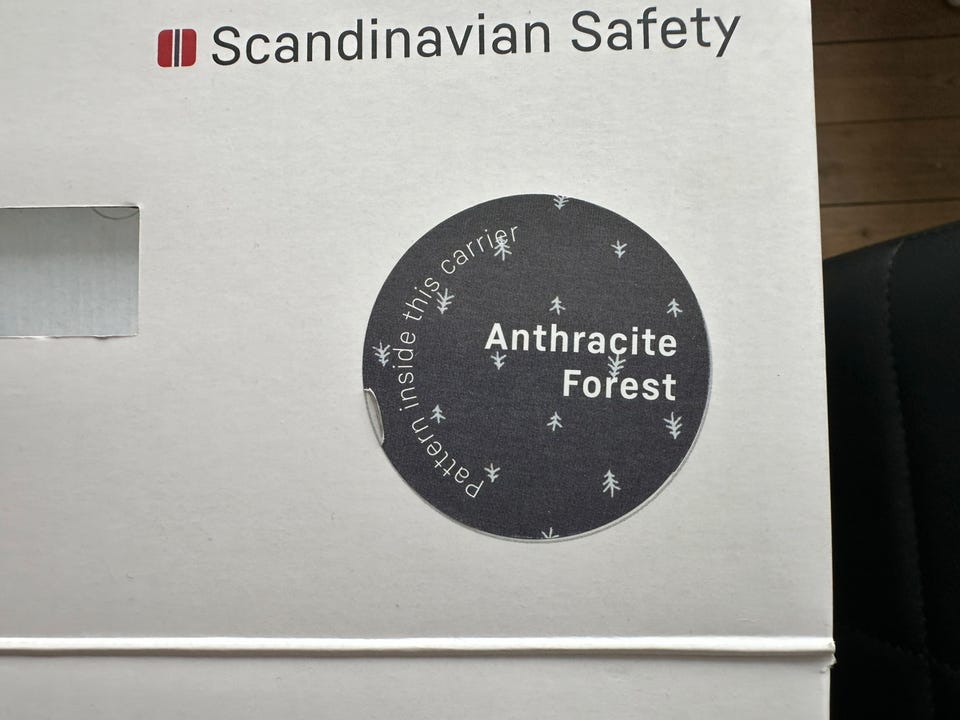 Scandinavian Safety
Pattern inside this carrier
Anthracite
Forest